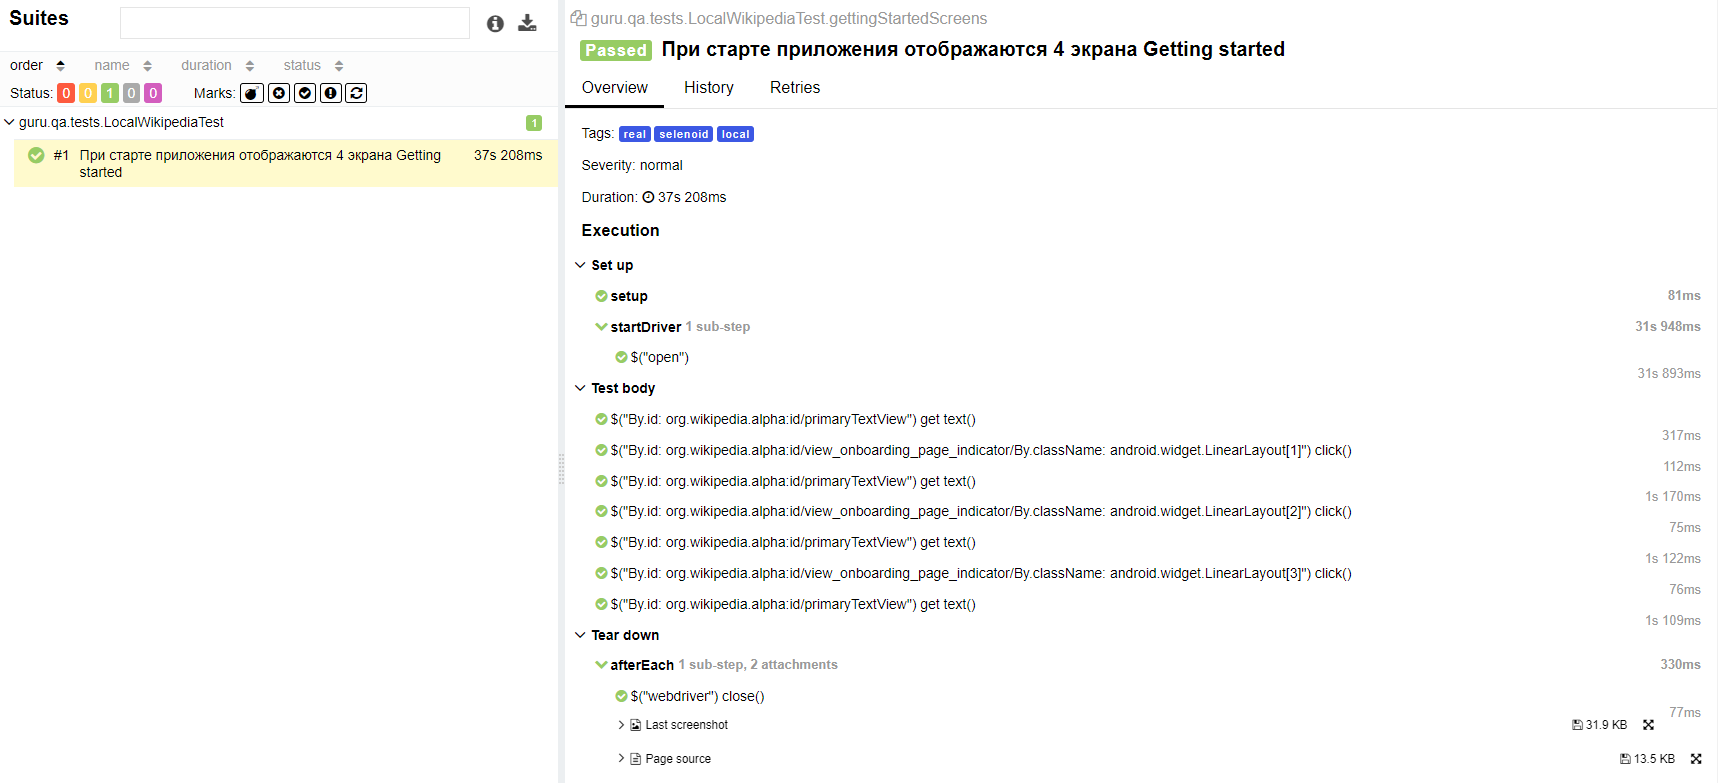 Suites
order name duration status
Status: 0 0 1 0 0 Marks:
guru.qa.tests.LocalWikipediaTest 1
#1 При старте приложения отображаются 4 экрана Getting 37s 208ms
started
guru.qa.tests.LocalWikipediaTest.gettingStartedScreens
Passed При старте приложения отображаются 4 экрана Getting started
Overview History Retries
Tags: real selenoid local
Severity: normal
Duration: 37s 208ms
Execution
Set up
setup 81ms
startDriver 1 sub-step 31s 948ms
$("open")
31s 893ms
Test body
$("By.id: org.wikipedia.alpha:id/primaryTextView") get text()
317ms
$("By.id: org.wikipedia.alpha:id/view_onboarding_page_indicator/By.className: android.widget.LinearLayout[1]") click()
112ms
$("By.id: org.wikipedia.alpha:id/primaryTextView") get text()
1s 170ms
$("By.id: org.wikipedia.alpha:id/view_onboarding_page_indicator/By.className: android.widget.LinearLayout[2]") click()
75ms
$("By.id: org.wikipedia.alpha:id/primaryTextView") get text()
1s 122ms
$("By.id: org.wikipedia.alpha:id/view_onboarding_page_indicator/By.className: android.widget.LinearLayout[3]") click()
76ms
$("By.id: org.wikipedia.alpha:id/primaryTextView") get text()
1s 109ms
Tear down
afterEach 1 sub-step, 2 attachments 330ms
$("webdriver") close()
77ms
Last screenshot 31.9 KB
Page source 13.5 KB